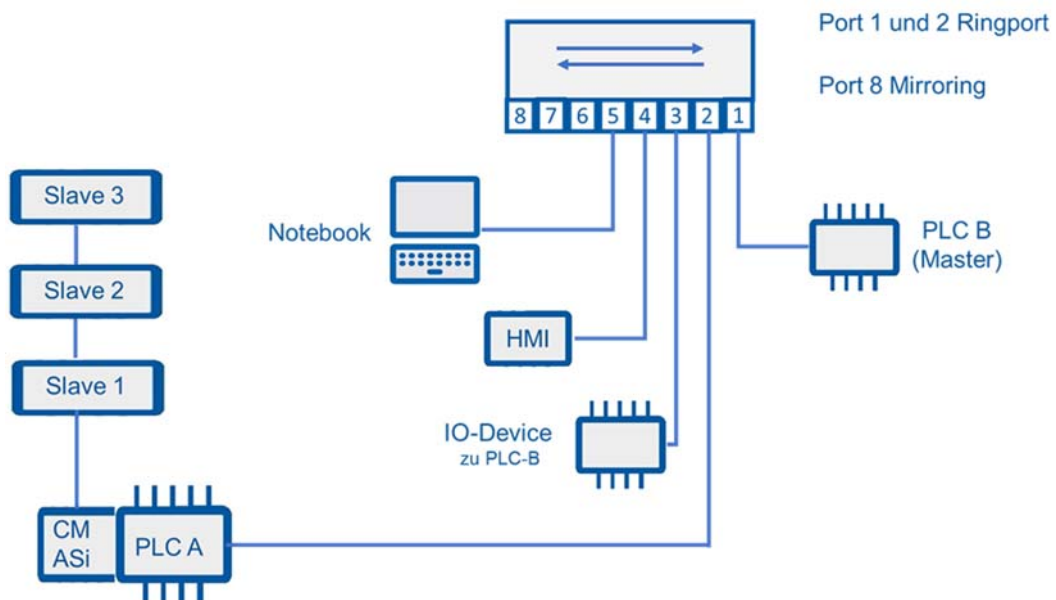 Port 1 und 2 Ringport
Port 8 Mirroring
8 7 6 5 4 3 2 1
Slave 3
Notebook
PLC B
(Master)
Slave 2
HMI
Slave 1
IO-Device
zu PLC-B
CM
ASi
PLC A